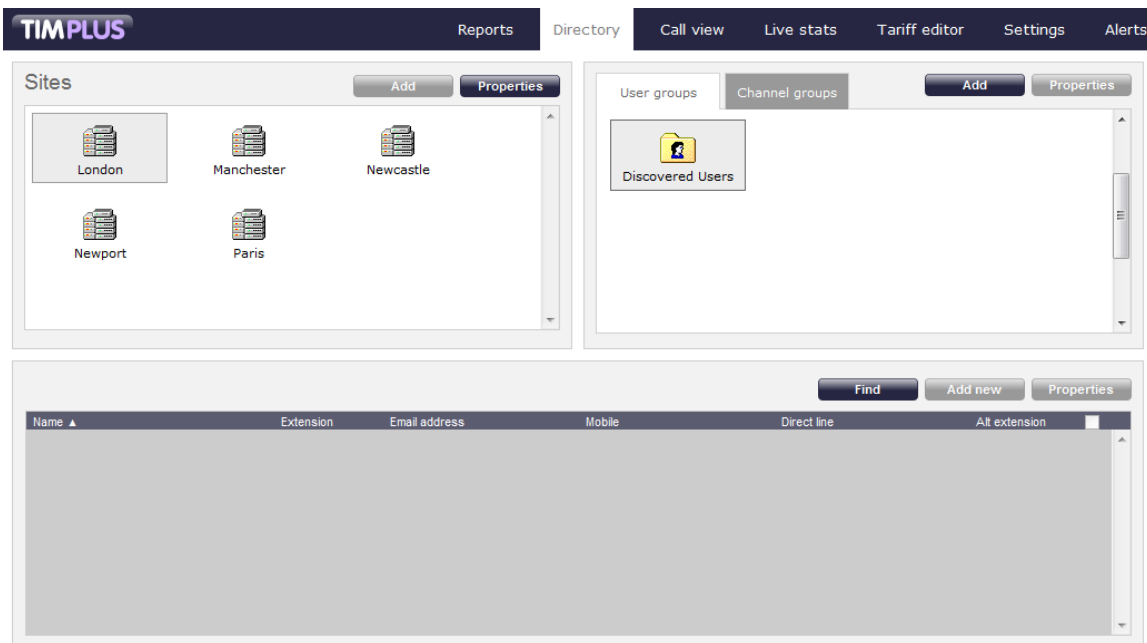 TIMPLUS Reports Directory Call view Live stats Tariff editor Settings Alerts
Sites Add Properties
London Manchester Newcastle
Newport Paris
User groups Channel groups Add Properties
Discovered Users
Find Add new Properties
Name ▲ Extension Email address Mobile Direct line Alt extension